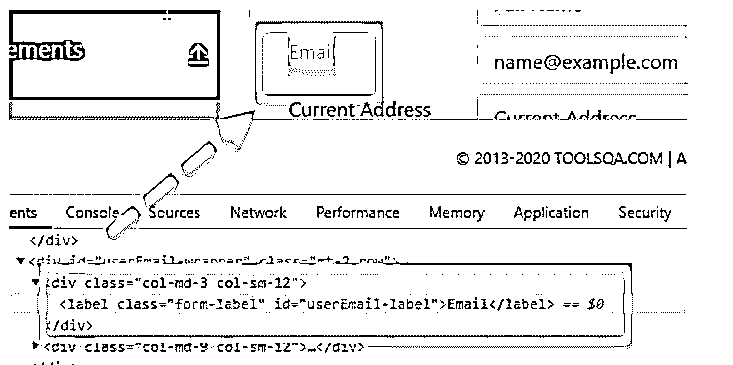 ements
Email
name@example.com
Current Address
Current Address
© 2013-2020 TOOLSQA.COM | A
ents Console Sources Network Performance Memory Application Security
</div>
▼<div id="userEmail-wrapper" class="mt-2 row">
▼<div class="col-md-3 col-sm-12">
<label class="form-label" id="userEmail-label">Email</label> == $0
</div>
▶<div class="col-md-9 col-sm-12">…</div>
</div>